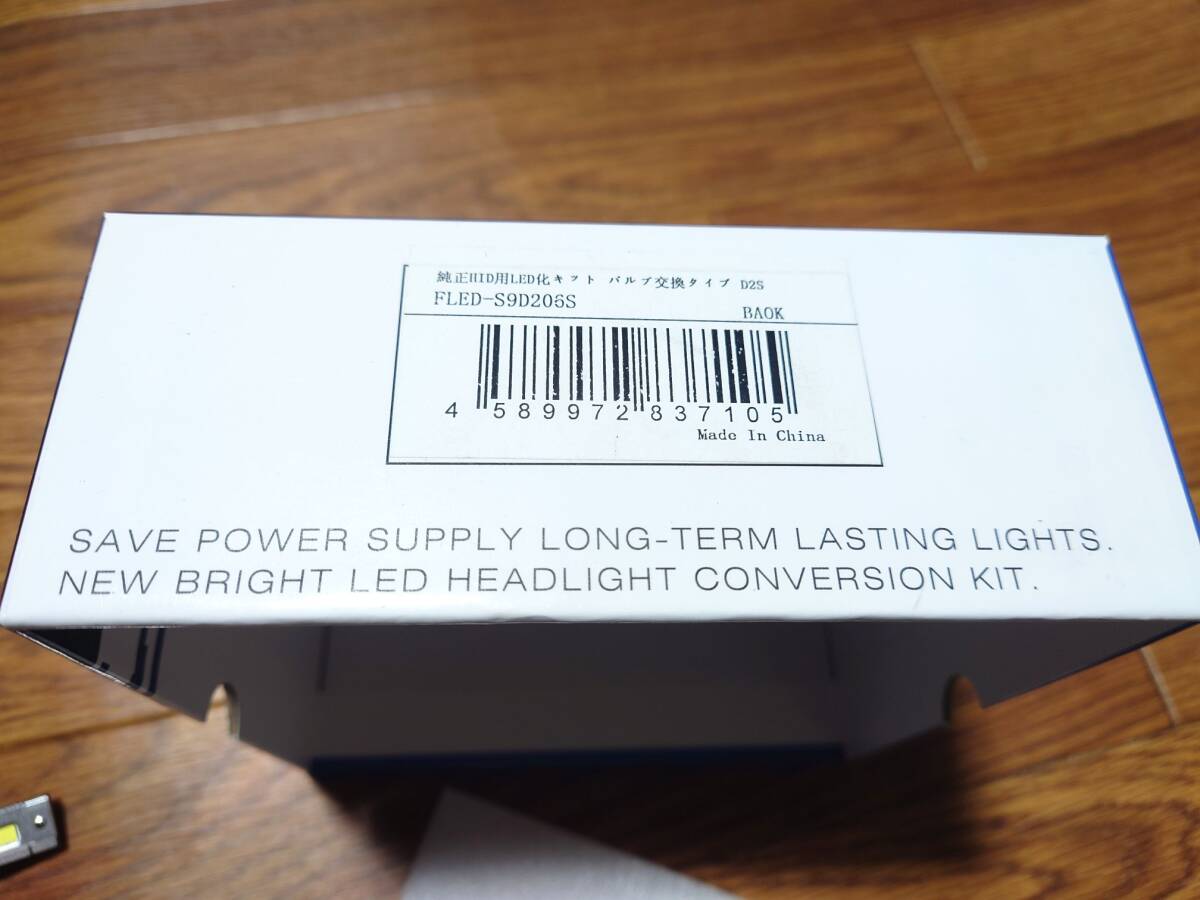 純正HID用LED化キット バルブ交換タイプ D2S
FLED-S9D206S
BAOK
4 589972 837105
Made In China
SAVE POWER SUPPLY LONG-TERM LASTING LIGHTS.
NEW BRIGHT LED HEADLIGHT CONVERSION KIT.